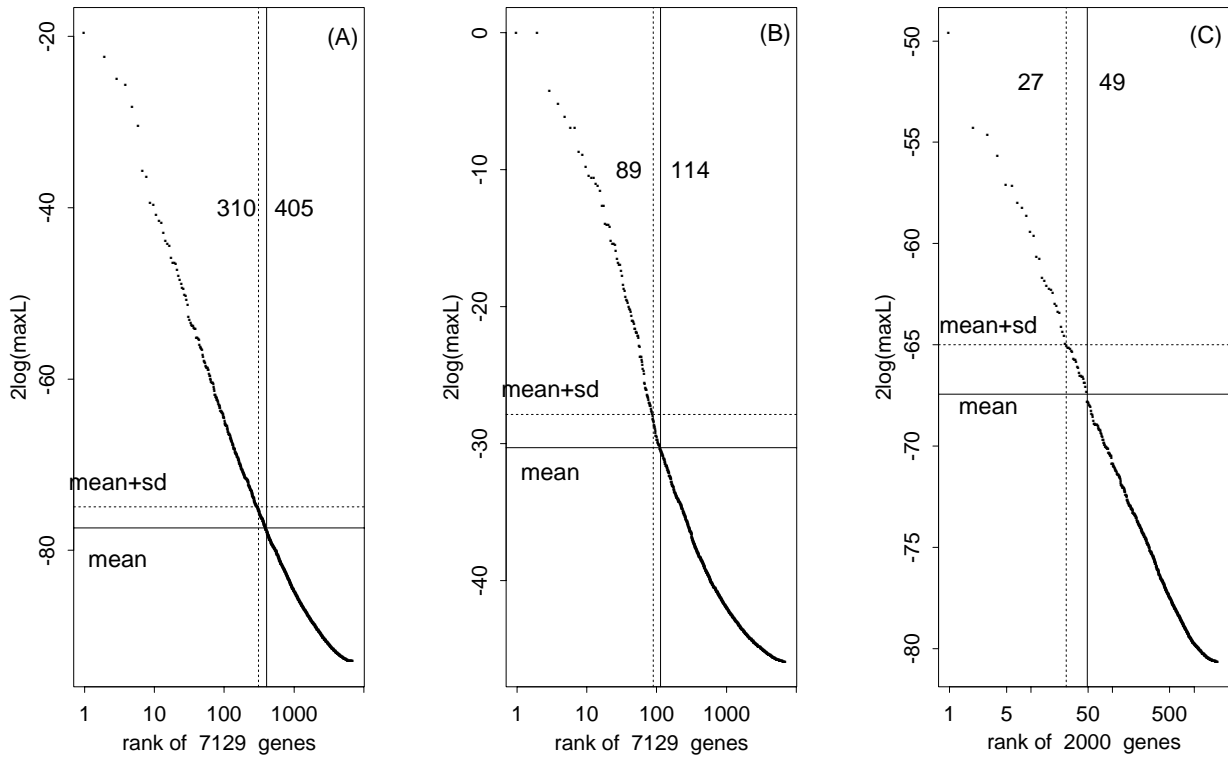 (A)
2log(maxL)
-20
-40
-60
-80
310
405
mean+sd
mean
1
10
100
1000
rank of 7129 genes
(B)
2log(maxL)
0
-10
-20
-30
-40
89
114
mean+sd
mean
1
10
100
1000
rank of 7129 genes
(C)
2log(maxL)
-50
-55
-60
-65
-70
-75
-80
27
49
mean+sd
mean
1
5
50
500
rank of 2000 genes